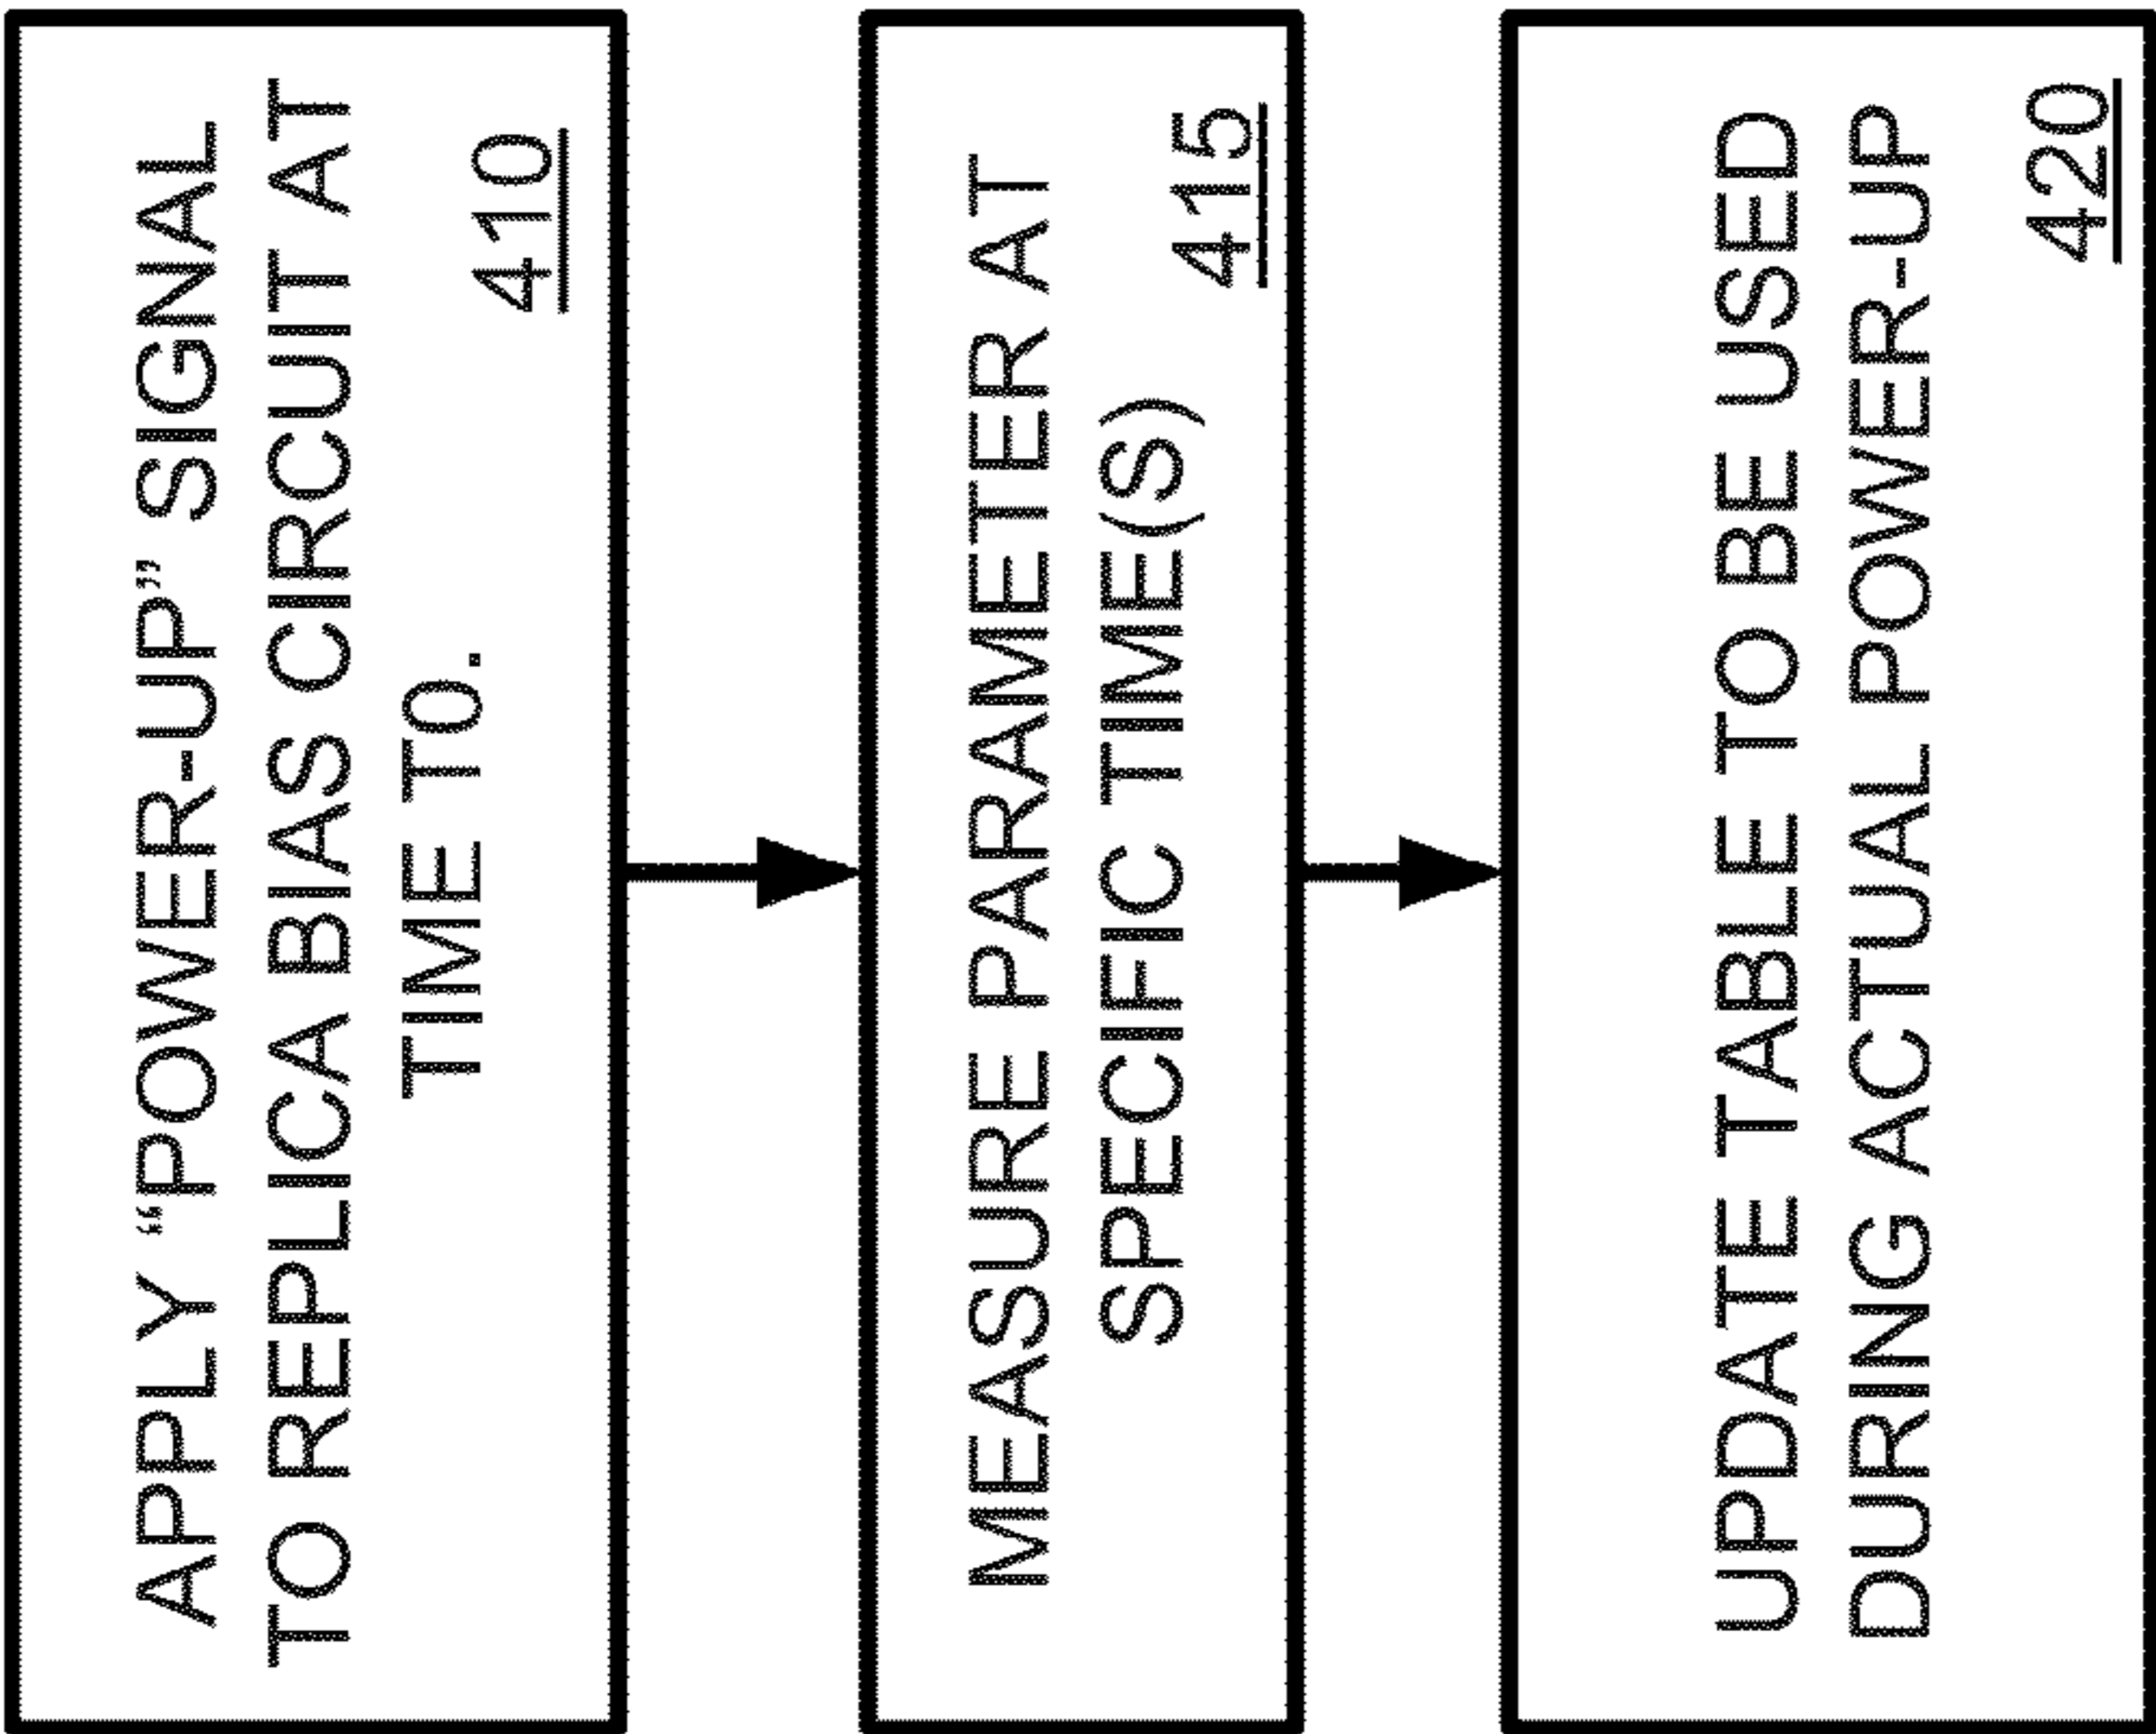 APPLY “POWER-UP” SIGNAL
TO REPLICA BIAS CIRCUIT AT
TIME T0.
410
MEASURE PARAMETER AT
SPECIFIC TIME(S)
415
UPDATE TABLE TO BE USED
DURING ACTUAL POWER-UP
420